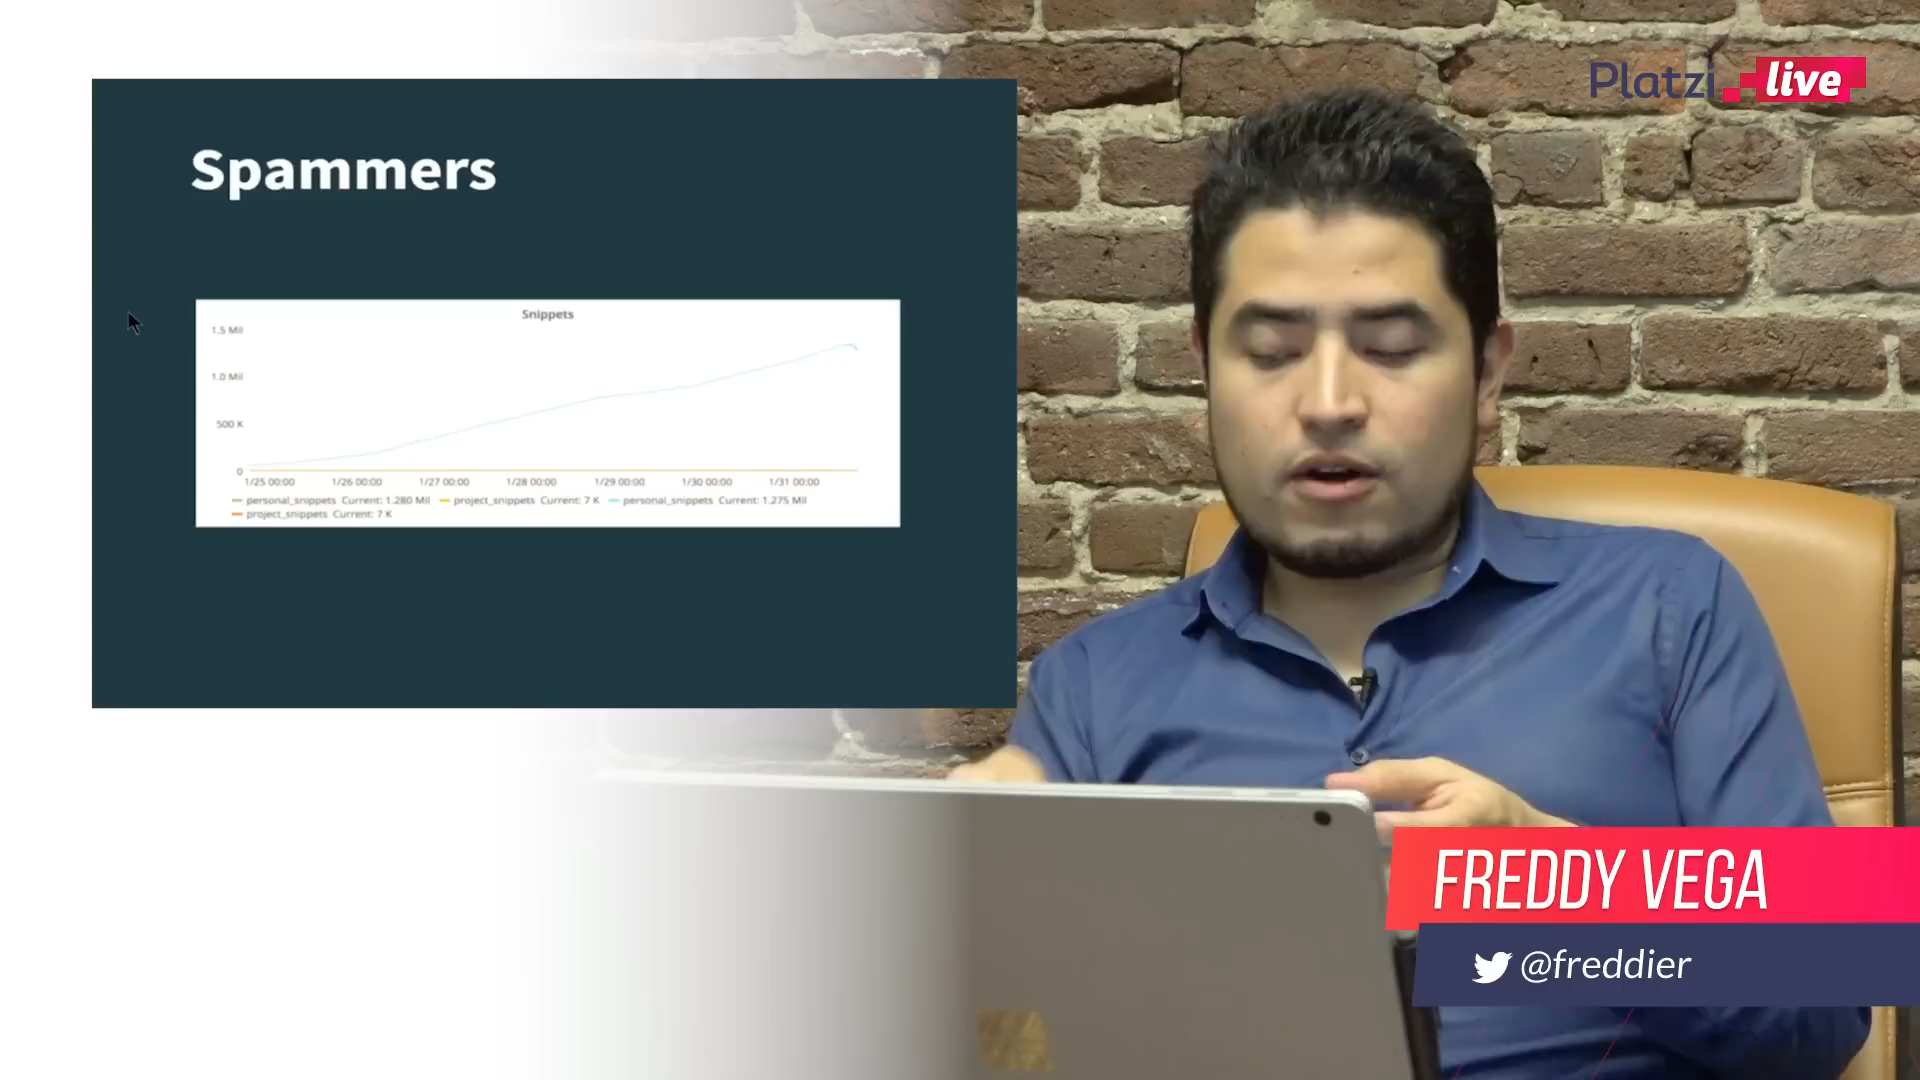 Platzi live
Spammers
Snippets
1.5 Mil
1.0 Mil
500 K
0
1/25 00:00 1/26 00:00 1/27 00:00 1/28 00:00 1/29 00:00 1/30 00:00 1/31 00:00
personal_snippets Current: 1.280 Mil project_snippets Current: 7 K personal_snippets Current: 1.275 Mil
project_snippets Current: 7 K
FREDDY VEGA
@freddier